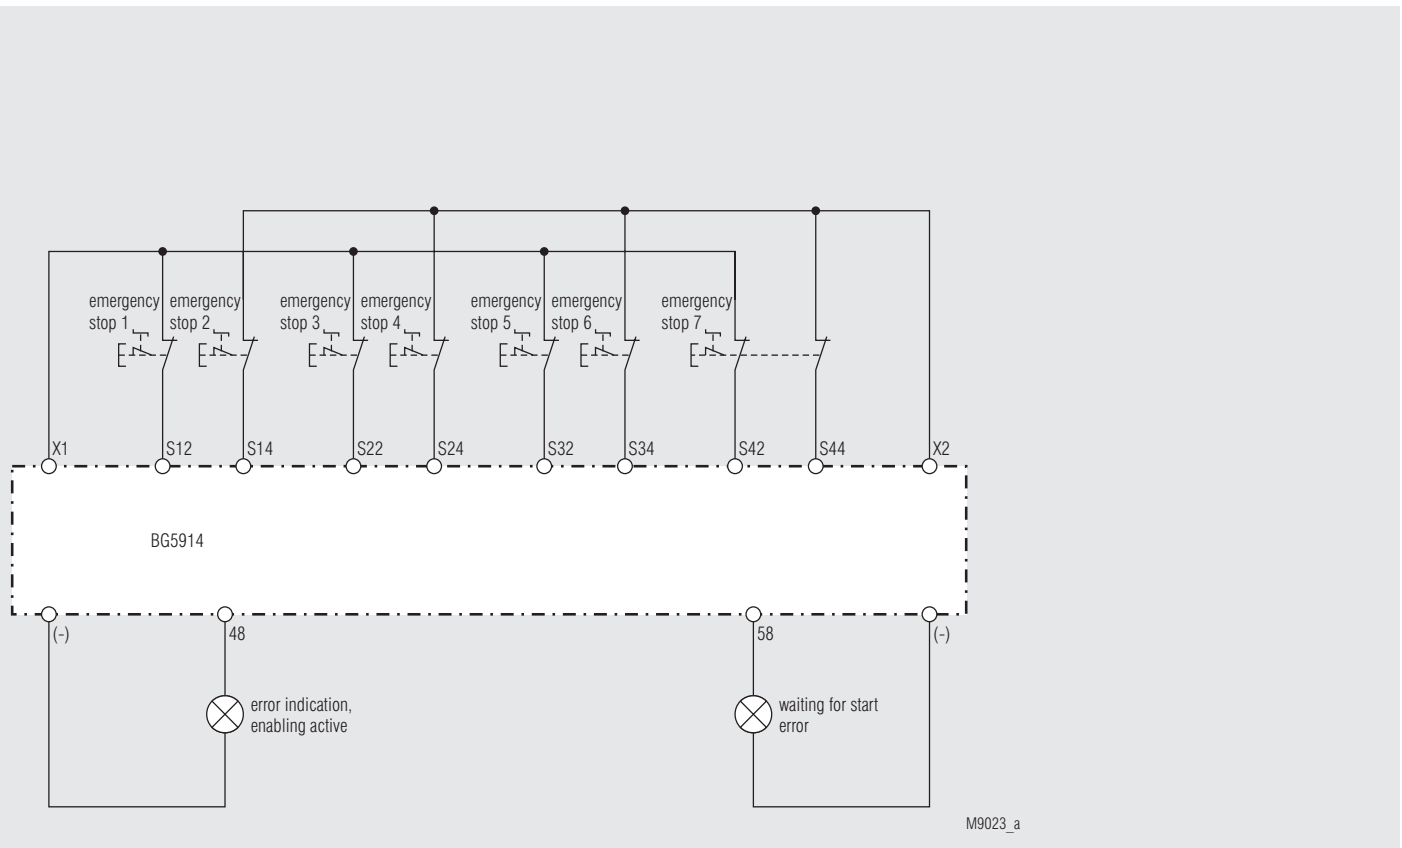 emergency stop 1
emergency stop 2
emergency stop 3
emergency stop 4
emergency stop 5
emergency stop 6
emergency stop 7
X1
S12
S14
S22
S24
S32
S34
S42
S44
X2
BG5914
(-)
48
58
(-)
error indication,
enabling active
waiting for start
error
M9023_a